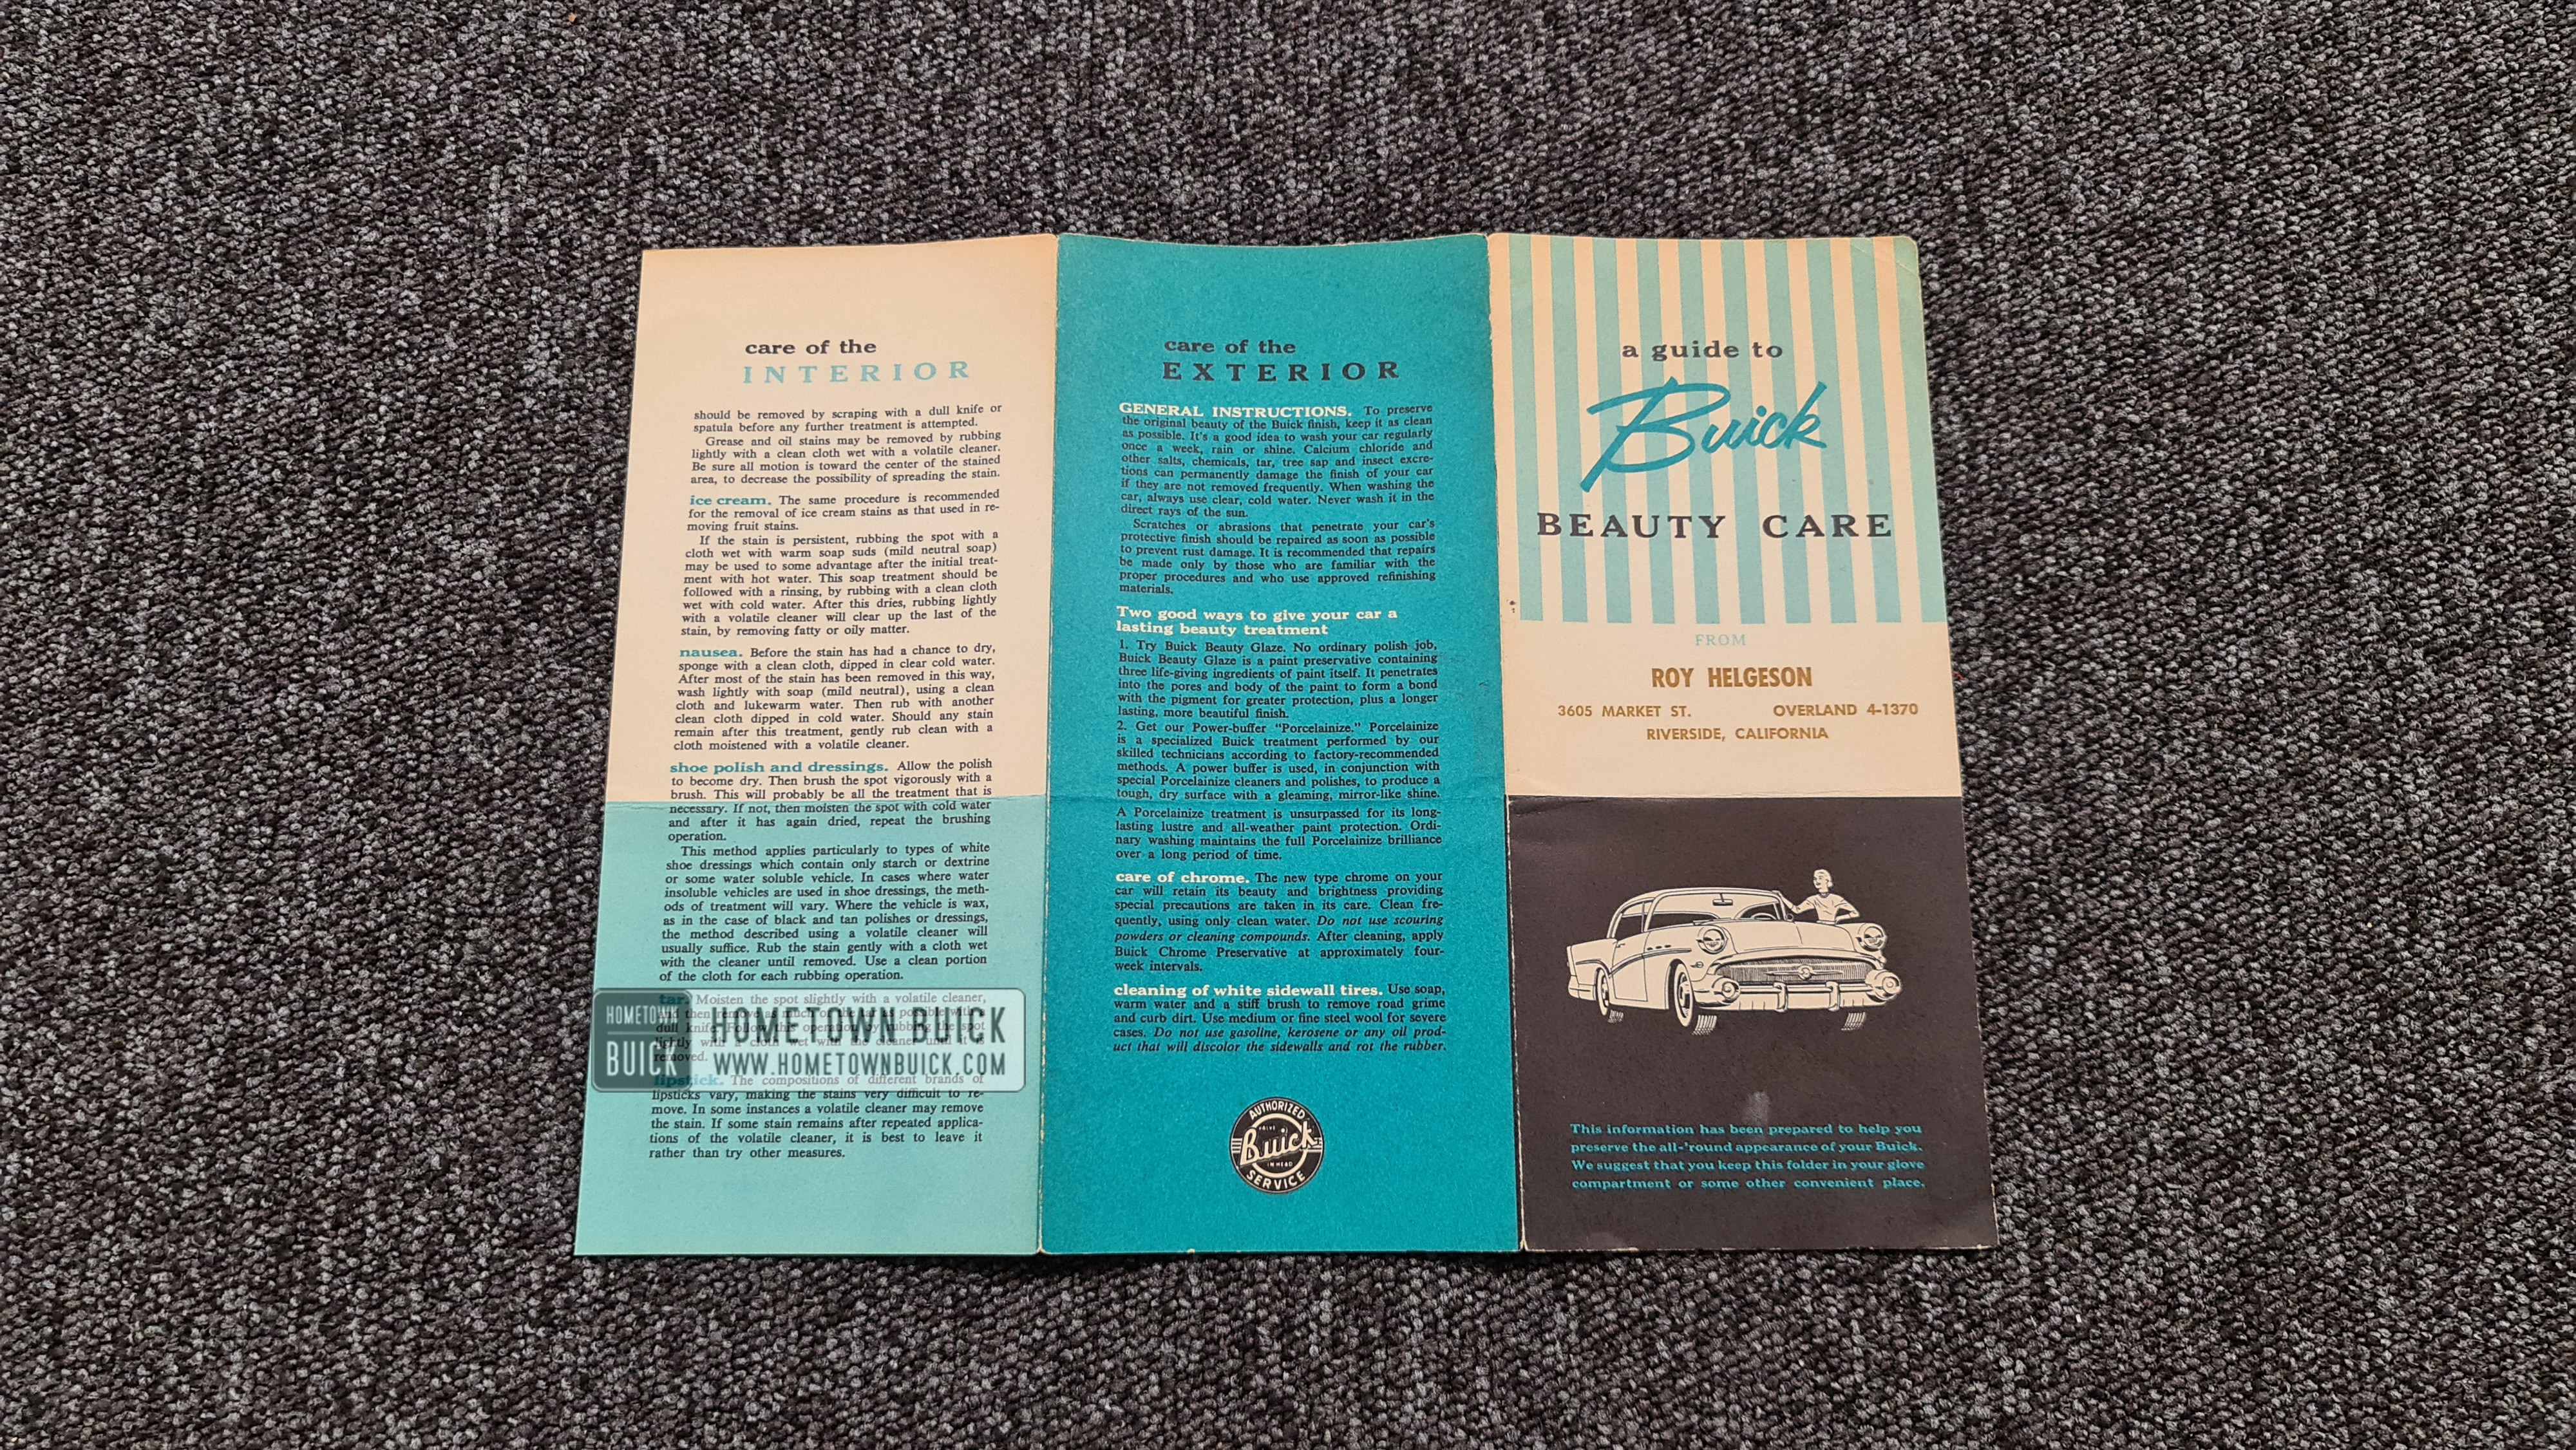 care of the
INTERIOR
should be removed by scraping with a dull knife or
spatula before any further treatment is attempted.
Grease and oil stains may be removed by rubbing
lightly with a clean cloth wet with a volatile cleaner.
Be sure all motion is toward the center of the stained
area, to decrease the possibility of spreading the stain.
ice cream. The same procedure is recommended
for the removal of ice cream stains as that used in re-
moving fruit stains.
If the stain is persistent, rubbing the spot with a
cloth wet with warm soap suds (mild neutral soap)
may be used to some advantage after the initial treat-
ment with hot water. This soap treatment should be
followed with a rinsing, by rubbing with a clean cloth
wet with cold water. After this dries, rubbing lightly
with a volatile cleaner will clear up the last of the
stain, by removing fatty or oily matter.
nausea. Before the stain has had a chance to dry,
sponge with a clean cloth, dipped in clear cold water.
After most of the stain has been removed in this way,
wash lightly with soap (mild neutral), using a clean
cloth and lukewarm water. Then rub with another
clean cloth dipped in cold water. Should any stain
remain after this treatment, gently rub clean with a
cloth moistened with a volatile cleaner.
shoe polish and dressings. Allow the polish
to become dry. Then brush the spot vigorously with a
brush. This will probably be all the treatment that is
necessary. If not, then moisten the spot with cold water
and after it has again dried, repeat the brushing
operation.
This method applies particularly to types of white
shoe dressings which contain only starch or dextrine
or some water soluble vehicle. In cases where water
insoluble vehicles are used in shoe dressings, the meth-
ods of treatment will vary. Where the vehicle is wax,
as in the case of black and tan polishes or dressings,
the method described using a volatile cleaner will
usually suffice. Rub the stain gently with a cloth wet
with the cleaner until removed. Use a clean portion
of the cloth for each rubbing operation.
tar. Moisten the spot slightly with a volatile cleaner,
then remove as much of the tar as possible with a
dull knife. Follow this operation by rubbing the spot
lightly with a cloth wet with the cleaner until it is
removed.
lipstick. The compositions of different brands of
lipsticks vary, making the stains very difficult to re-
move. In some instances a volatile cleaner may remove
the stain. If some stain remains after repeated applica-
tions of the volatile cleaner, it is best to leave it
rather than try other measures.
HOMETOWN
BUICK
HOMETOWN BUICK
WWW.HOMETOWNBUICK.COM
care of the
EXTERIOR
GENERAL INSTRUCTIONS. To preserve
the original beauty of the Buick finish, keep it as clean
as possible. It's a good idea to wash your car regularly
once a week, rain or shine. Calcium chloride and
other salts, chemicals, tar, tree sap and insect excre-
tions can permanently damage the finish of your car
if they are not removed frequently. When washing the
car, always use clear, cold water. Never wash it in the
direct rays of the sun.
Scratches or abrasions that penetrate your car's
protective finish should be repaired as soon as possible
to prevent rust damage. It is recommended that repairs
be made only by those who are familiar with the
proper procedures and who use approved refinishing
materials.
Two good ways to give your car a
lasting beauty treatment
1. Try Buick Beauty Glaze. No ordinary polish job,
Buick Beauty Glaze is a paint preservative containing
three life-giving ingredients of paint itself. It penetrates
into the pores and body of the paint to form a bond
with the pigment for greater protection, plus a longer
lasting, more beautiful finish.
2. Get our Power-buffer "Porcelainize." Porcelainize
is a specialized Buick treatment performed by our
skilled technicians according to factory-recommended
methods. A power buffer is used, in conjunction with
special Porcelainize cleaners and polishes, to produce a
tough, dry surface with a gleaming, mirror-like shine.
A Porcelainize treatment is unsurpassed for its long-
lasting lustre and all-weather paint protection. Ordi-
nary washing maintains the full Porcelainize brilliance
over a long period of time.
care of chrome. The new type chrome on your
car will retain its beauty and brightness providing
special precautions are taken in its care. Clean fre-
quently, using only clean water. Do not use scouring
powders or cleaning compounds. After cleaning, apply
Buick Chrome Preservative at approximately four-
week intervals.
cleaning of white sidewall tires. Use soap,
warm water and a stiff brush to remove road grime
and curb dirt. Use medium or fine steel wool for severe
cases. Do not use gasoline, kerosene or any oil prod-
uct that will discolor the sidewalls and rot the rubber.
AUTHORIZED
VALVE IN
Buick
IN HEAD
SERVICE
a guide to
Buick
BEAUTY CARE
FROM
ROY HELGESON
3605 MARKET ST. OVERLAND 4-1370
RIVERSIDE, CALIFORNIA
This information has been prepared to help you
preserve the all-'round appearance of your Buick.
We suggest that you keep this folder in your glove
compartment or some other convenient place.